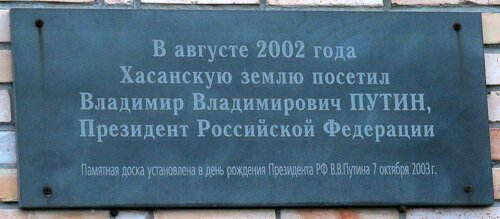 В августе 2002 года
Хасанскую землю посетил
Владимир Владимирович ПУТИН,
Президент Российской Федерации
Памятная доска установлена в день рождения Президента РФ В.В.Путина 7 октября 2003 г.